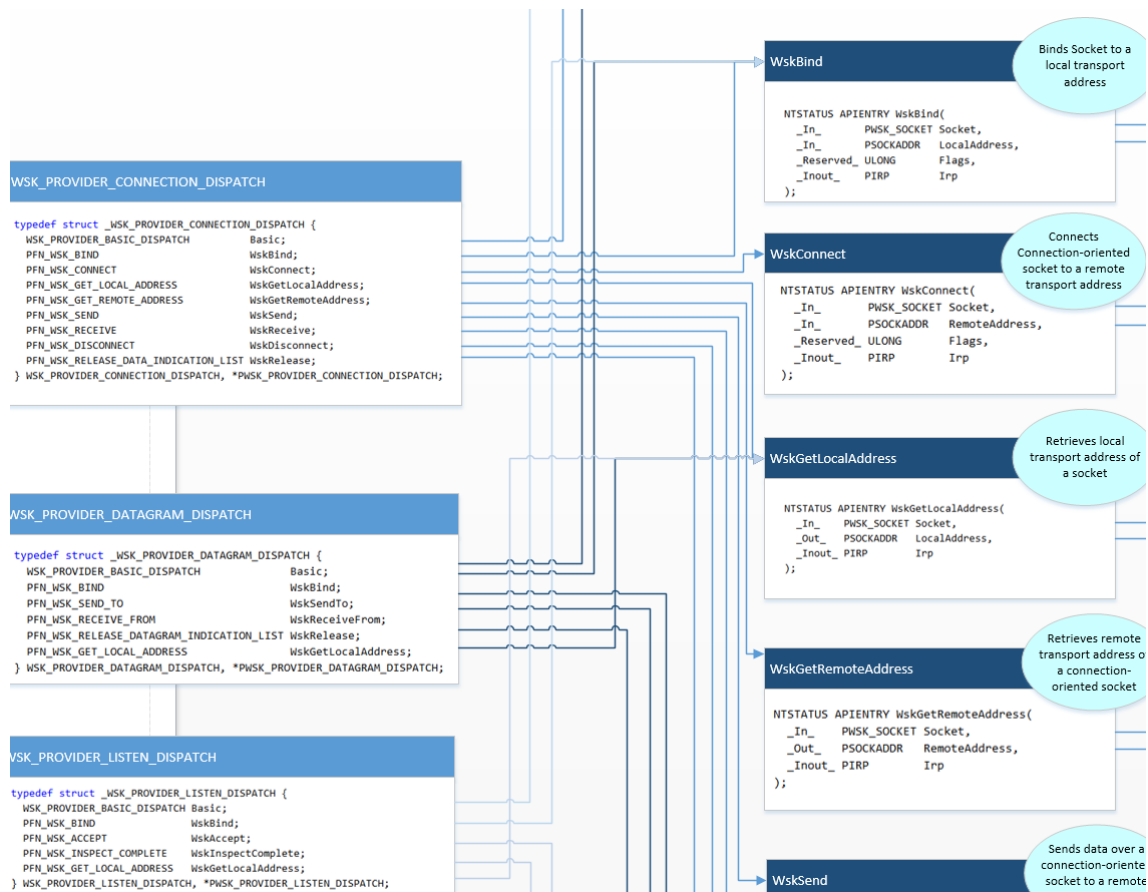 WSK_PROVIDER_CONNECTION_DISPATCH
typedef struct _WSK_PROVIDER_CONNECTION_DISPATCH {
WSK_PROVIDER_BASIC_DISPATCH Basic;
PFN_WSK_BIND WskBind;
PFN_WSK_CONNECT WskConnect;
PFN_WSK_GET_LOCAL_ADDRESS WskGetLocalAddress;
PFN_WSK_GET_REMOTE_ADDRESS WskGetRemoteAddress;
PFN_WSK_SEND WskSend;
PFN_WSK_RECEIVE WskReceive;
PFN_WSK_DISCONNECT WskDisconnect;
PFN_WSK_RELEASE_DATA_INDICATION_LIST WskRelease;
} WSK_PROVIDER_CONNECTION_DISPATCH, *PWSK_PROVIDER_CONNECTION_DISPATCH;
WSK_PROVIDER_DATAGRAM_DISPATCH
typedef struct _WSK_PROVIDER_DATAGRAM_DISPATCH {
WSK_PROVIDER_BASIC_DISPATCH Basic;
PFN_WSK_BIND WskBind;
PFN_WSK_SEND_TO WskSendTo;
PFN_WSK_RECEIVE_FROM WskReceiveFrom;
PFN_WSK_RELEASE_DATAGRAM_INDICATION_LIST WskRelease;
PFN_WSK_GET_LOCAL_ADDRESS WskGetLocalAddress;
} WSK_PROVIDER_DATAGRAM_DISPATCH, *PWSK_PROVIDER_DATAGRAM_DISPATCH;
WSK_PROVIDER_LISTEN_DISPATCH
typedef struct _WSK_PROVIDER_LISTEN_DISPATCH {
WSK_PROVIDER_BASIC_DISPATCH Basic;
PFN_WSK_BIND WskBind;
PFN_WSK_ACCEPT WskAccept;
PFN_WSK_INSPECT_COMPLETE WskInspectComplete;
PFN_WSK_GET_LOCAL_ADDRESS WskGetLocalAddress;
} WSK_PROVIDER_LISTEN_DISPATCH, *PWSK_PROVIDER_LISTEN_DISPATCH;
WskBind
Binds Socket to a
local transport
address
NTSTATUS APIENTRY WskBind(
_In_ PWSK_SOCKET Socket,
_In_ PSOCKADDR LocalAddress,
_Reserved_ ULONG Flags,
_Inout_ PIRP Irp
);
WskConnect
Connects
Connection-oriented
socket to a remote
transport address
NTSTATUS APIENTRY WskConnect(
_In_ PWSK_SOCKET Socket,
_In_ PSOCKADDR RemoteAddress,
_Reserved_ ULONG Flags,
_Inout_ PIRP Irp
);
WskGetLocalAddress
Retrieves local
transport address of
a socket
NTSTATUS APIENTRY WskGetLocalAddress(
_In_ PWSK_SOCKET Socket,
_Out_ PSOCKADDR LocalAddress,
_Inout_ PIRP Irp
);
WskGetRemoteAddress
Retrieves remote
transport address of
a connection-
oriented socket
NTSTATUS APIENTRY WskGetRemoteAddress(
_In_ PWSK_SOCKET Socket,
_Out_ PSOCKADDR RemoteAddress,
_Inout_ PIRP Irp
);
WskSend
Sends data over a
connection-oriente
socket to a remote